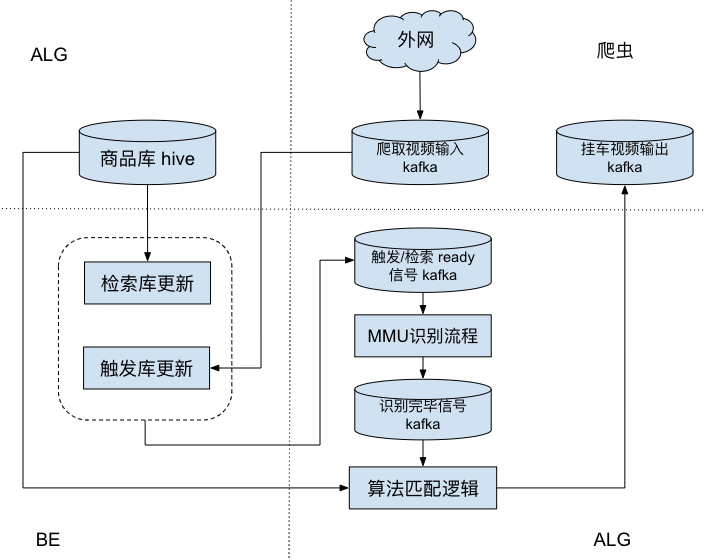 外网
ALG
爬虫
商品库 hive
爬取视频输入
kafka
挂车视频输出
kafka
触发/检索 ready
信号 kafka
检索库更新
MMU识别流程
触发库更新
识别完毕信号
kafka
算法匹配逻辑
BE
ALG